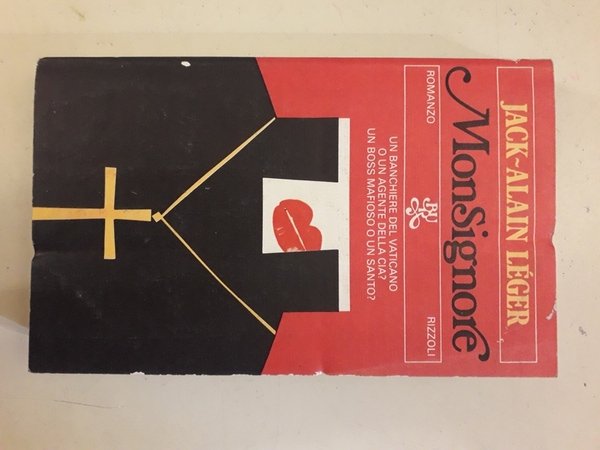 JACK-ALAIN LÉGER
MonSignore
ROMANZO
BU
RIZZOLI
UN BANCHIERE DEL VATICANO
O UN AGENTE DELLA CIA?
UN BOSS MAFIOSO O UN SANTO?